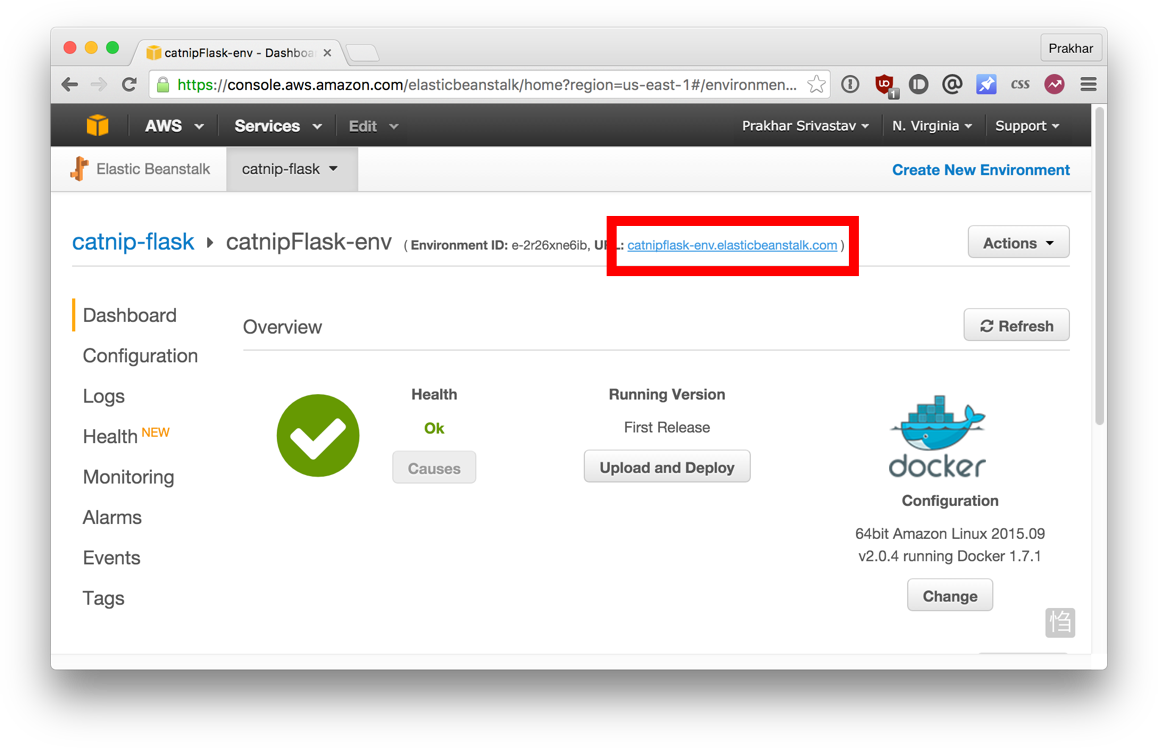 catnipFlask-env - Dashboa
Prakhar
https://console.aws.amazon.com/elasticbeanstalk/home?region=us-east-1#/environmen...
1
css
AWS Services Edit Prakhar Srivastav N. Virginia Support
Elastic Beanstalk catnip-flask Create New Environment
catnip-flask catnipFlask-env ( Environment ID: e-2r26xne6ib, URL: catnipflask-env.elasticbeanstalk.com ) Actions
Dashboard
Configuration
Logs
Health NEW
Monitoring
Alarms
Events
Tags
Overview
Refresh
Health
Ok
Causes
Running Version
First Release
Upload and Deploy
docker
Configuration
64bit Amazon Linux 2015.09
v2.0.4 running Docker 1.7.1
Change